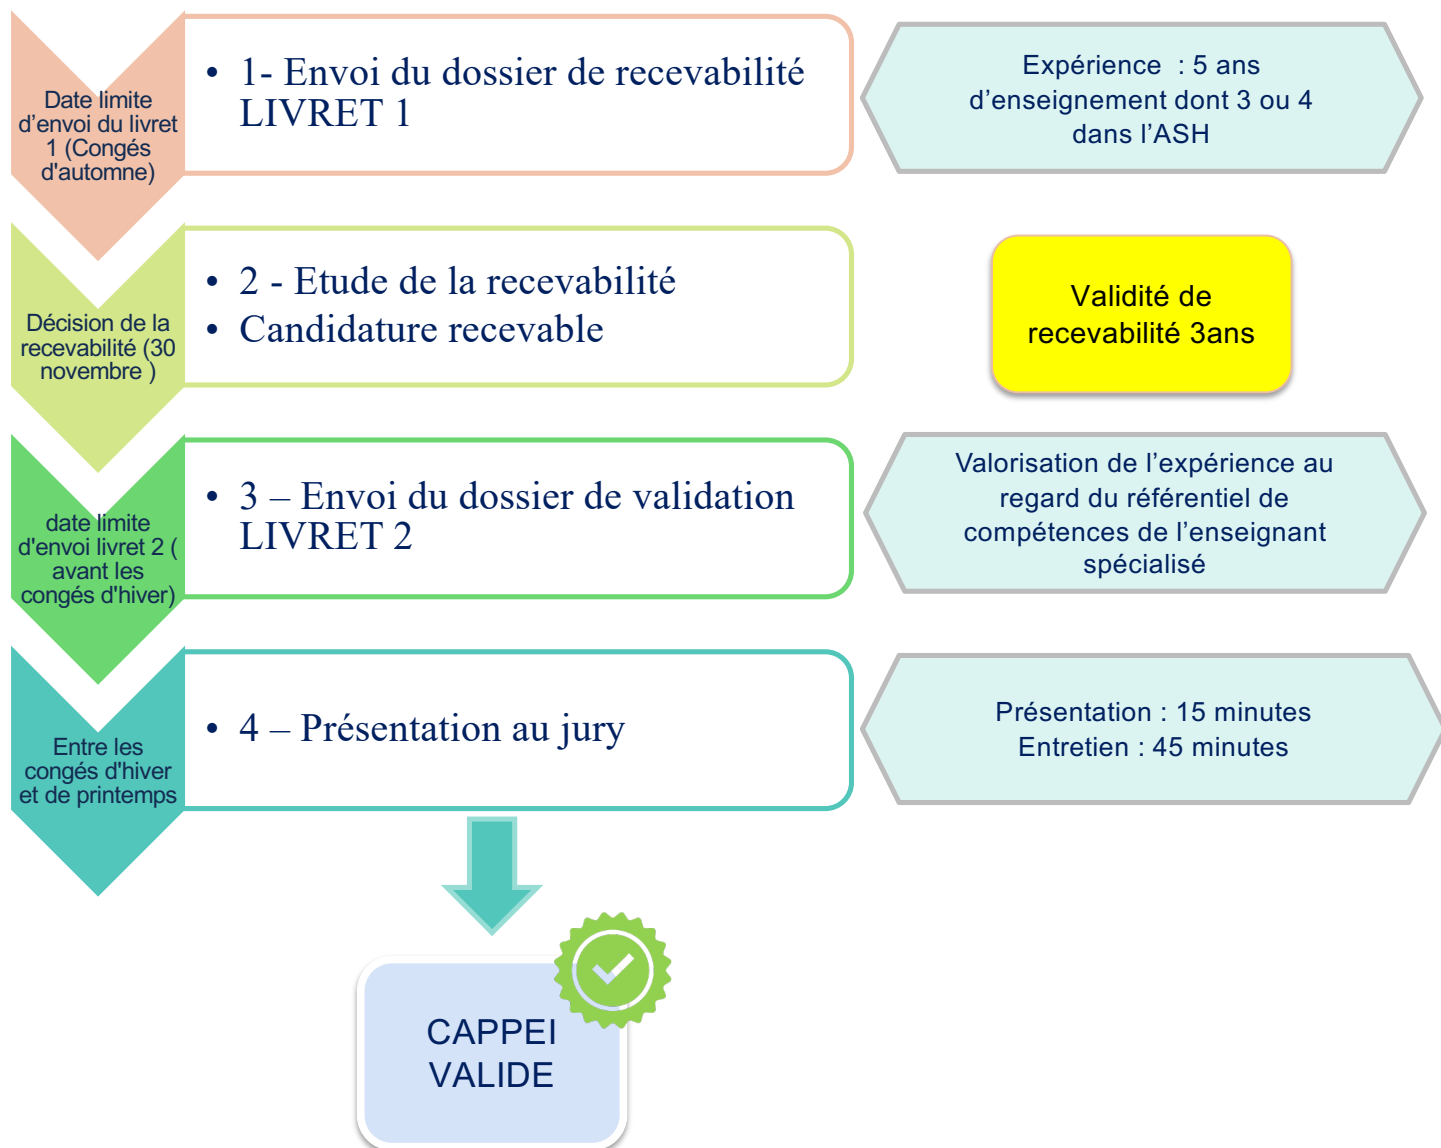 Date limite
d’envoi du livret
1 (Congés
d'automne)
• 1- Envoi du dossier de recevabilité
LIVRET 1
Expérience : 5 ans
d’enseignement dont 3 ou 4
dans l’ASH
Décision de la
recevabilité (30
novembre )
• 2 - Etude de la recevabilité
• Candidature recevable
Validité de
recevabilité 3ans
date limite
d'envoi livret 2 (
avant les
congés d'hiver)
• 3 – Envoi du dossier de validation
LIVRET 2
Valorisation de l’expérience au
regard du référentiel de
compétences de l’enseignant
spécialisé
Entre les
congés d'hiver
et de printemps
• 4 – Présentation au jury
Présentation : 15 minutes
Entretien : 45 minutes
CAPPEI
VALIDE